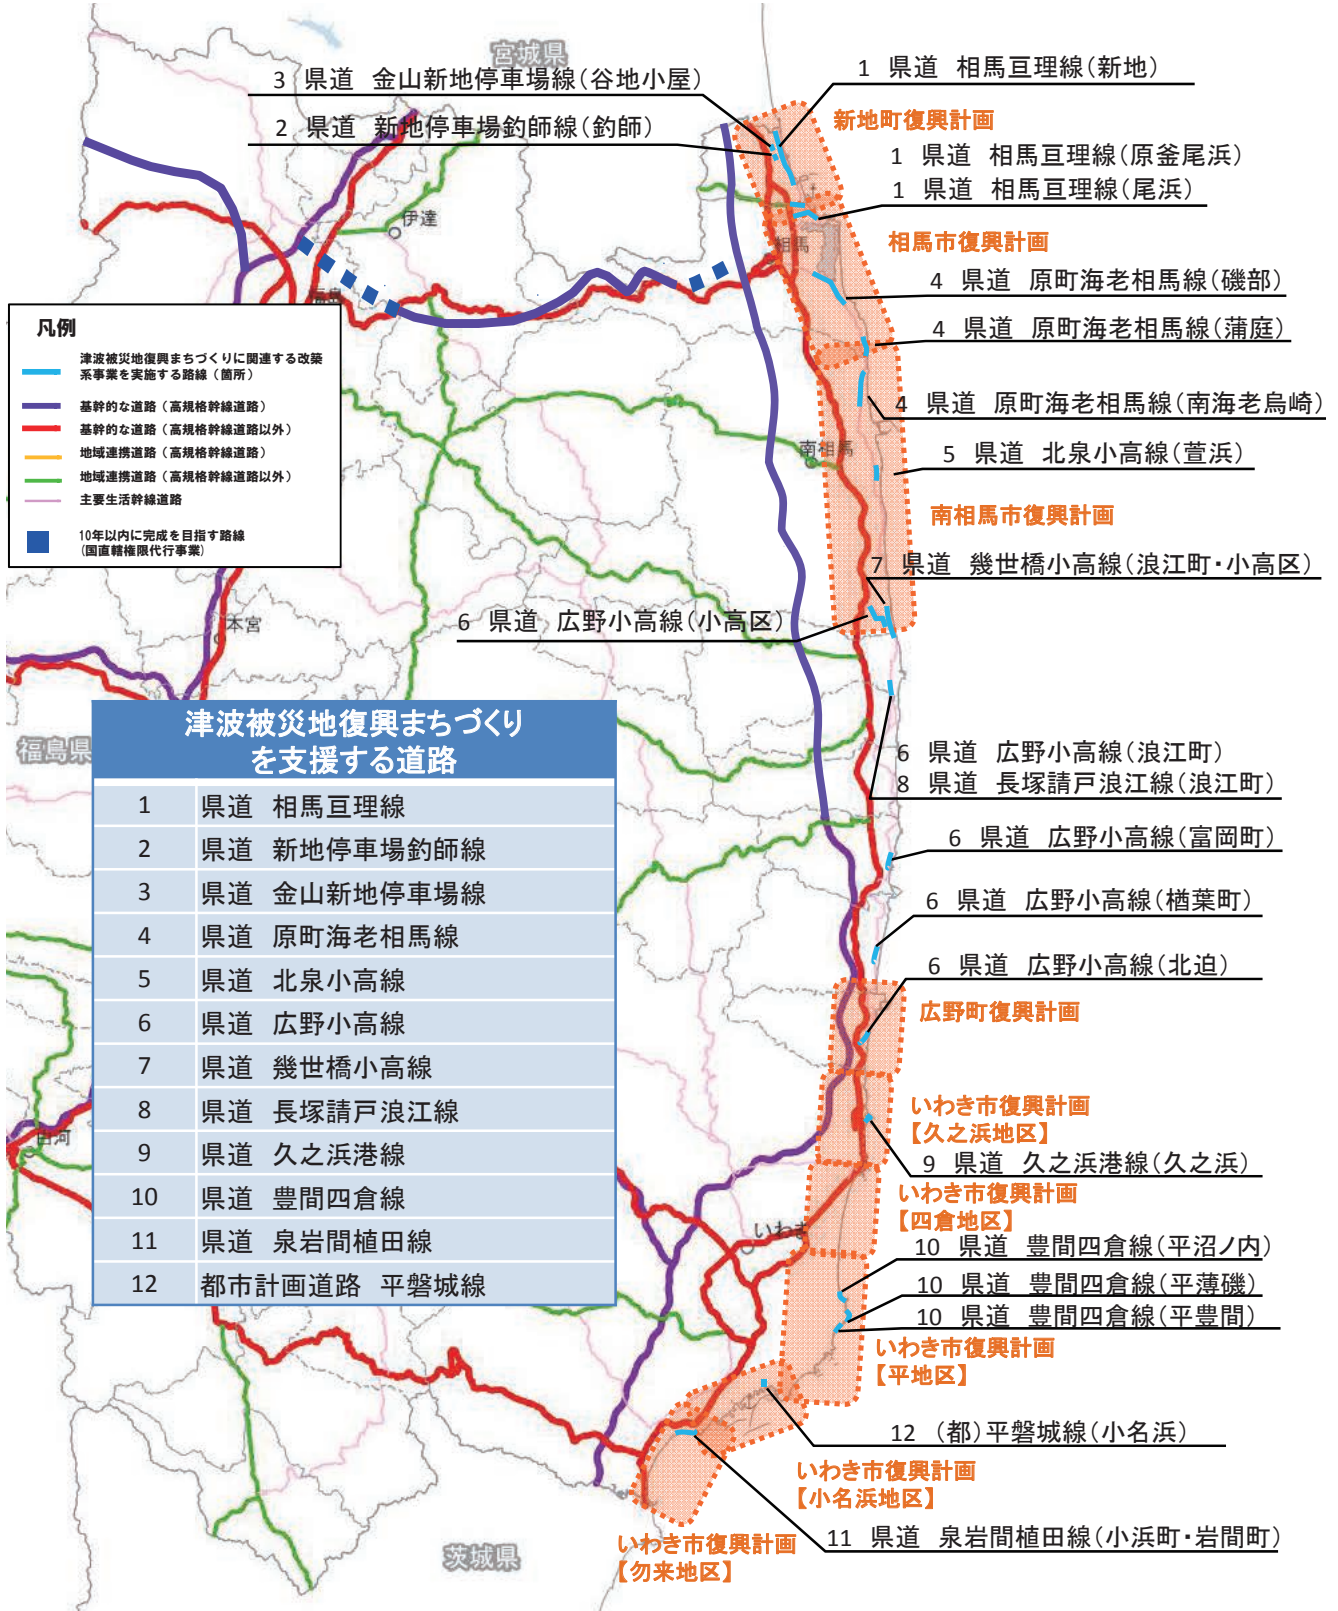 宮城県
3 県道 金山新地停車場線(谷地小屋)
1 県道 相馬亘理線(新地)
2 県道 新地停車場釣師線(釣師)
新地町復興計画
1 県道 相馬亘理線(原釜尾浜)
1 県道 相馬亘理線(尾浜)
伊達
相馬
相馬市復興計画
4 県道 原町海老相馬線(磯部)
福島
4 県道 原町海老相馬線(蒲庭)
凡例
津波被災地復興まちづくりに関連する改築
系事業を実施する路線(箇所)
基幹的な道路(高規格幹線道路)
基幹的な道路(高規格幹線道路以外)
地域連携道路(高規格幹線道路)
地域連携道路(高規格幹線道路以外)
主要生活幹線道路
10年以内に完成を目指す路線
(国直轄権限代行事業)
4 県道 原町海老相馬線(南海老烏崎)
南相馬
5 県道 北泉小高線(萱浜)
南相馬市復興計画
7 県道 幾世橋小高線(浪江町・小高区)
6 県道 広野小高線(小高区)
本宮
福島県
津波被災地復興まちづくり
を支援する道路
1 県道 相馬亘理線
2 県道 新地停車場釣師線
3 県道 金山新地停車場線
4 県道 原町海老相馬線
5 県道 北泉小高線
6 県道 広野小高線
7 県道 幾世橋小高線
8 県道 長塚請戸浪江線
9 県道 久之浜港線
10 県道 豊間四倉線
11 県道 泉岩間植田線
12 都市計画道路 平磐城線
6 県道 広野小高線(浪江町)
8 県道 長塚請戸浪江線(浪江町)
6 県道 広野小高線(富岡町)
6 県道 広野小高線(楢葉町)
6 県道 広野小高線(北迫)
広野町復興計画
白河
いわき市復興計画
【久之浜地区】
9 県道 久之浜港線(久之浜)
いわき市復興計画
【四倉地区】
いわき
10 県道 豊間四倉線(平沼ノ内)
10 県道 豊間四倉線(平薄磯)
10 県道 豊間四倉線(平豊間)
いわき市復興計画
【平地区】
12 (都)平磐城線(小名浜)
いわき市復興計画
【小名浜地区】
11 県道 泉岩間植田線(小浜町・岩間町)
いわき市復興計画
【勿来地区】
茨城県